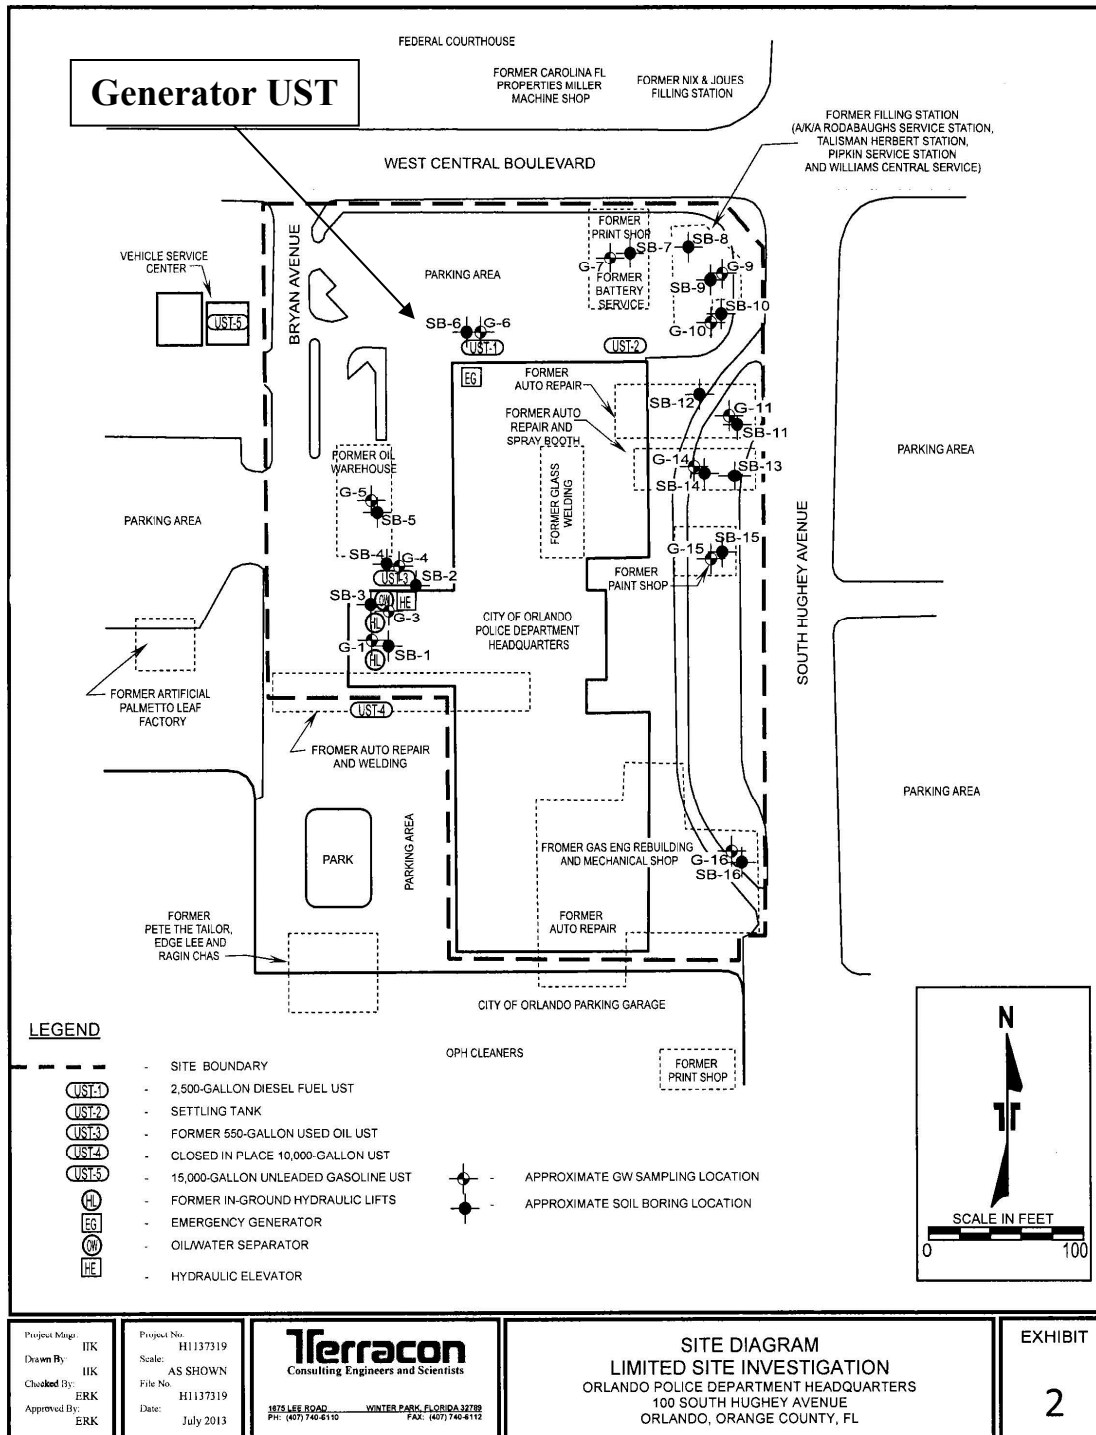 FEDERAL COURTHOUSE
FORMER CAROLINA FL
PROPERTIES MILLER
MACHINE SHOP
FORMER NIX & JOUES
FILLING STATION
Generator UST
FORMER FILLING STATION
(A/K/A RODABAUGHS SERVICE STATION,
TALISMAN HERBERT STATION,
PIPKIN SERVICE STATION
AND WILLIAMS CENTRAL SERVICE)
WEST CENTRAL BOULEVARD
BRYAN AVENUE
VEHICLE SERVICE
CENTER
UST-5
PARKING AREA
FORMER
PRINT SHOP
SB-7
G-7
FORMER
BATTERY
SERVICE
SB-8
G-9
SB-9
SB-10
G-10
SB-6
G-6
UST-1
UST-2
EG
FORMER
AUTO REPAIR
SB-12
G-11
SB-11
FORMER AUTO
REPAIR AND
SPRAY BOOTH
G-14
SB-13
SB-14
FORMER OIL
WAREHOUSE
G-5
SB-5
FORMER GLASS
WELDING
PARKING AREA
PARKING AREA
SOUTH HUGHEY AVENUE
SB-4
G-4
UST-3
SB-2
SB-3
OW
HE
G-3
HL
G-1
HL
SB-1
SB-15
G-15
FORMER
PAINT SHOP
CITY OF ORLANDO
POLICE DEPARTMENT
HEADQUARTERS
FORMER ARTIFICIAL
PALMETTO LEAF
FACTORY
UST-4
FROMER AUTO REPAIR
AND WELDING
PARKING AREA
PARK
PARKING AREA
FROMER GAS ENG REBUILDING
AND MECHANICAL SHOP
G-16
SB-16
FORMER
AUTO REPAIR
FORMER
PETE THE TAILOR,
EDGE LEE AND
RAGIN CHAS
CITY OF ORLANDO PARKING GARAGE
OPH CLEANERS
FORMER
PRINT SHOP
LEGEND
- SITE BOUNDARY
UST-1 - 2,500-GALLON DIESEL FUEL UST
UST-2 - SETTLING TANK
UST-3 - FORMER 550-GALLON USED OIL UST
UST-4 - CLOSED IN PLACE 10,000-GALLON UST
UST-5 - 15,000-GALLON UNLEADED GASOLINE UST
HL - FORMER IN-GROUND HYDRAULIC LIFTS
EG - EMERGENCY GENERATOR
OW - OIL/WATER SEPARATOR
HE - HYDRAULIC ELEVATOR
- APPROXIMATE GW SAMPLING LOCATION
- APPROXIMATE SOIL BORING LOCATION
N
SCALE IN FEET
0 100
Project Mngr: IIK
Drawn By: IIK
Checked By: ERK
Approved By: ERK
Project No. H1137319
Scale: AS SHOWN
File No. H1137319
Date: July 2013
Terracon
Consulting Engineers and Scientists
1675 LEE ROAD WINTER PARK, FLORIDA 32789
PH: (407) 740-6110 FAX: (407) 740-6112
SITE DIAGRAM
LIMITED SITE INVESTIGATION
ORLANDO POLICE DEPARTMENT HEADQUARTERS
100 SOUTH HUGHEY AVENUE
ORLANDO, ORANGE COUNTY, FL
EXHIBIT
2